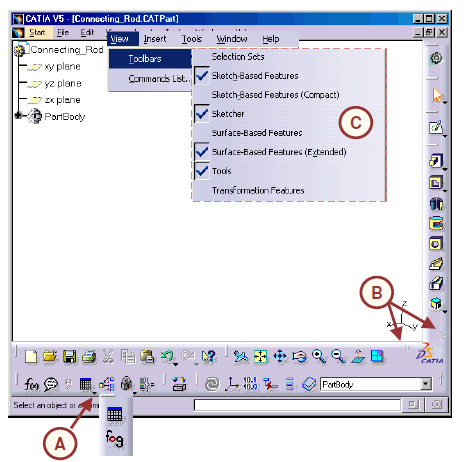 CATIA V5 - [Connecting_Rod.CATPart]
Start File Edit View Insert Tools Window Help
Connecting_Rod
xy plane
yz plane
zx plane
PartBody
Toolbars
Commands List...
Selection Sets
Sketch-Based Features
Sketch-Based Features (Compact)
Sketcher
Surface-Based Features
Surface-Based Features (Extended)
Tools
Transformation Features
C
B
z
x
CATIA
fog
PartBody
Select an object or a
A
fog